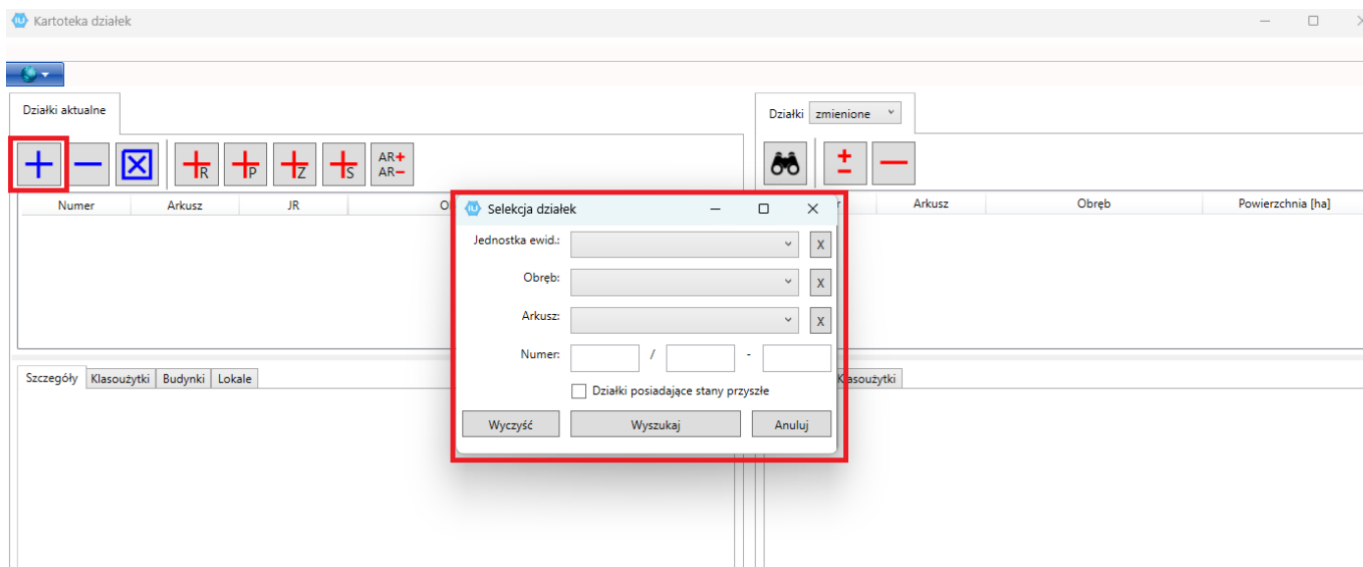 Kartoteka działek
Działki aktualne
Działki zmienione
R P Z S AR+
AR−
Numer Arkusz JR
Arkusz Obręb Powierzchnia [ha]
Selekcja działek
Jednostka ewid.: X
Obręb: X
Arkusz: X
Numer: / -
Działki posiadające stany przyszłe
Wyczyść Wyszukaj Anuluj
Szczegóły Klasoużytki Budynki Lokale
Klasoużytki